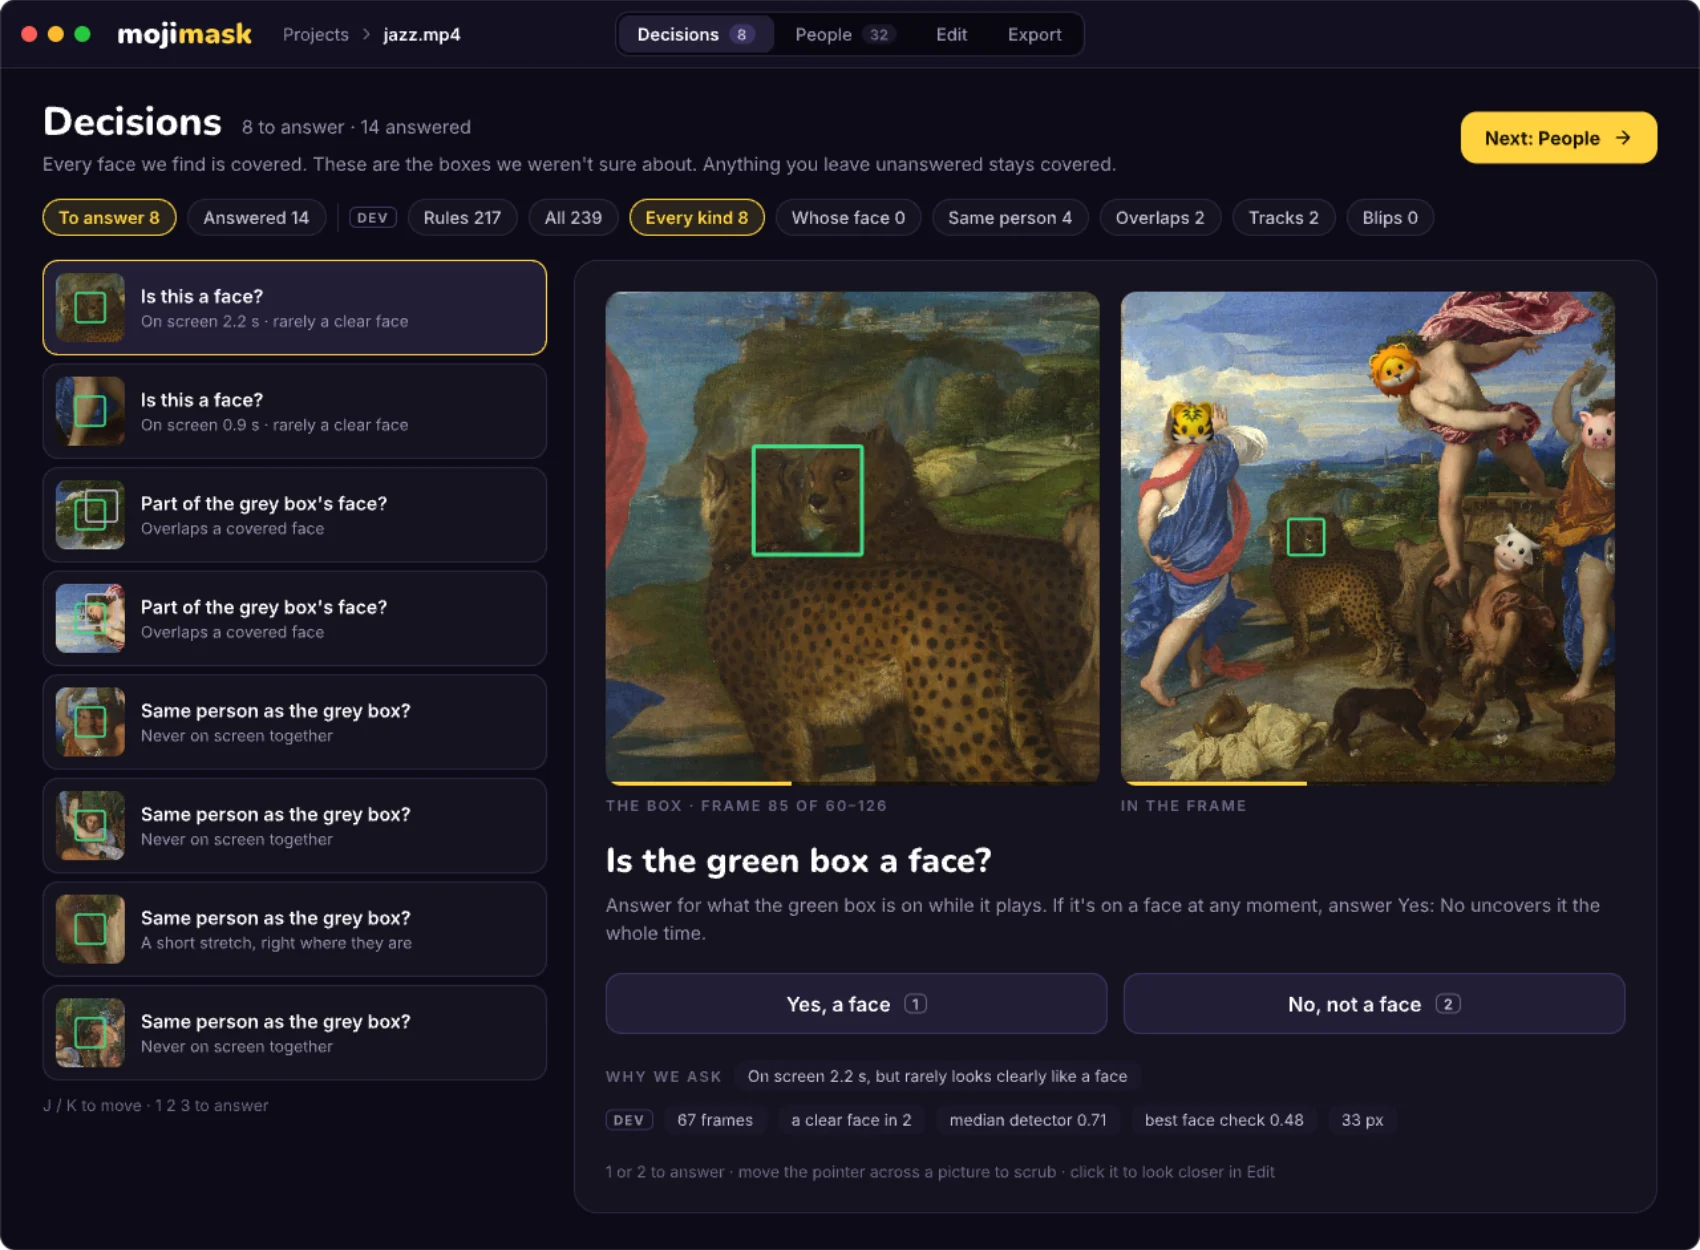 mojimask
Projects > jazz.mp4
Decisions 8
People 32
Edit
Export
Decisions
8 to answer · 14 answered
Every face we find is covered. These are the boxes we weren't sure about. Anything you leave unanswered stays covered.
Next: People →
To answer 8
Answered 14
DEV
Rules 217
All 239
Every kind 8
Whose face 0
Same person 4
Overlaps 2
Tracks 2
Blips 0
Is this a face?
On screen 2.2 s · rarely a clear face
Is this a face?
On screen 0.9 s · rarely a clear face
Part of the grey box's face?
Overlaps a covered face
Part of the grey box's face?
Overlaps a covered face
Same person as the grey box?
Never on screen together
Same person as the grey box?
Never on screen together
Same person as the grey box?
A short stretch, right where they are
Same person as the grey box?
Never on screen together
J / K to move · 1 2 3 to answer
THE BOX · FRAME 85 OF 60–126
IN THE FRAME
Is the green box a face?
Answer for what the green box is on while it plays. If it's on a face at any moment, answer Yes: No uncovers it the
whole time.
Yes, a face 1
No, not a face 2
WHY WE ASK
On screen 2.2 s, but rarely looks clearly like a face
DEV
67 frames
a clear face in 2
median detector 0.71
best face check 0.48
33 px
1 or 2 to answer · move the pointer across a picture to scrub · click it to look closer in Edit